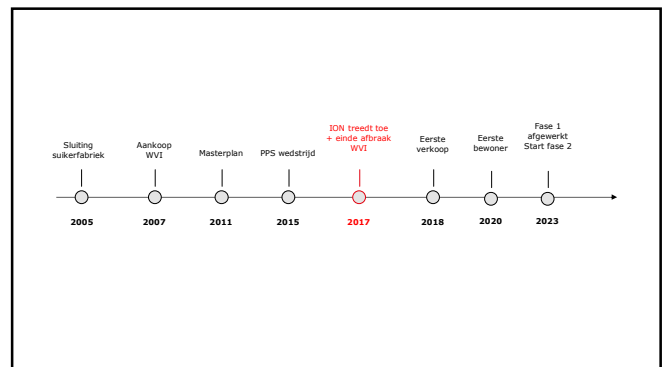 Sluiting
suikerfabriek
Aankoop
WVI
Masterplan
PPS wedstrijd
ION treedt toe
+ einde afbraak
WVI
Eerste
verkoop
Eerste
bewoner
Fase 1
afgewerkt
Start fase 2
2005
2007
2011
2015
2017
2018
2020
2023